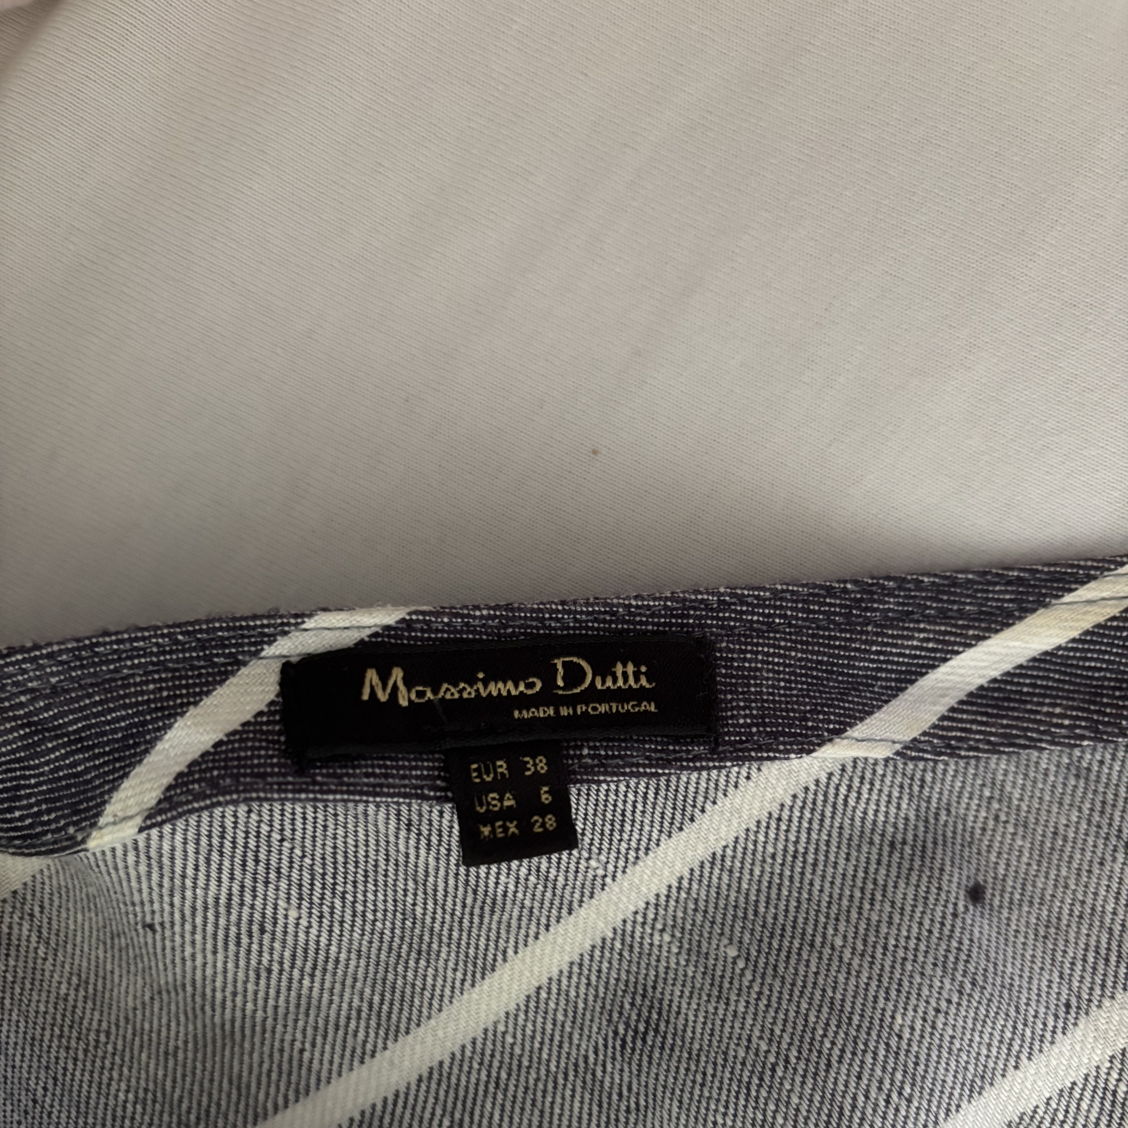 Massimo Dutti
MADE IN PORTUGAL
EUR 38
USA 6
MEX 28